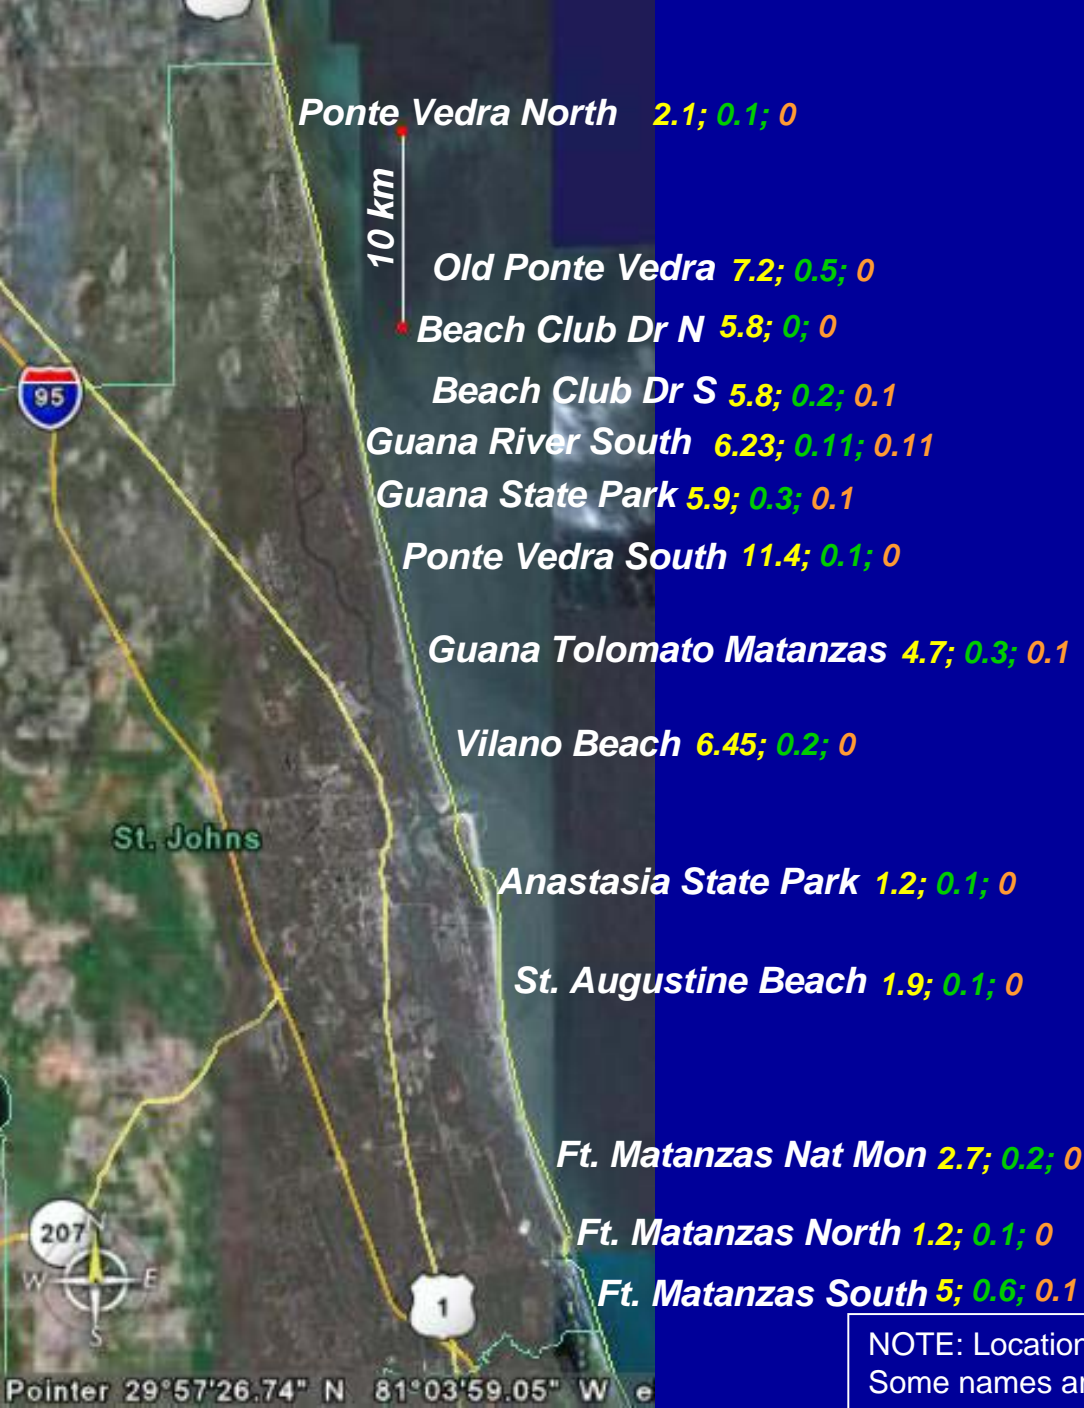 Ponte Vedra North 2.1; 0.1; 0
10 km
Old Ponte Vedra 7.2; 0.5; 0
Beach Club Dr N 5.8; 0; 0
Beach Club Dr S 5.8; 0.2; 0.1
95
Guana River South 6.23; 0.11; 0.11
Guana State Park 5.9; 0.3; 0.1
Ponte Vedra South 11.4; 0.1; 0
Guana Tolomato Matanzas 4.7; 0.3; 0.1
Vilano Beach 6.45; 0.2; 0
St. Johns
Anastasia State Park 1.2; 0.1; 0
St. Augustine Beach 1.9; 0.1; 0
Ft. Matanzas Nat Mon 2.7; 0.2; 0
207
N
Ft. Matanzas North 1.2; 0.1; 0
W E
Ft. Matanzas South 5; 0.6; 0.1
1
S
NOTE: Location
Some names ar
Pointer 29°57'26.74" N 81°03'59.05" W e